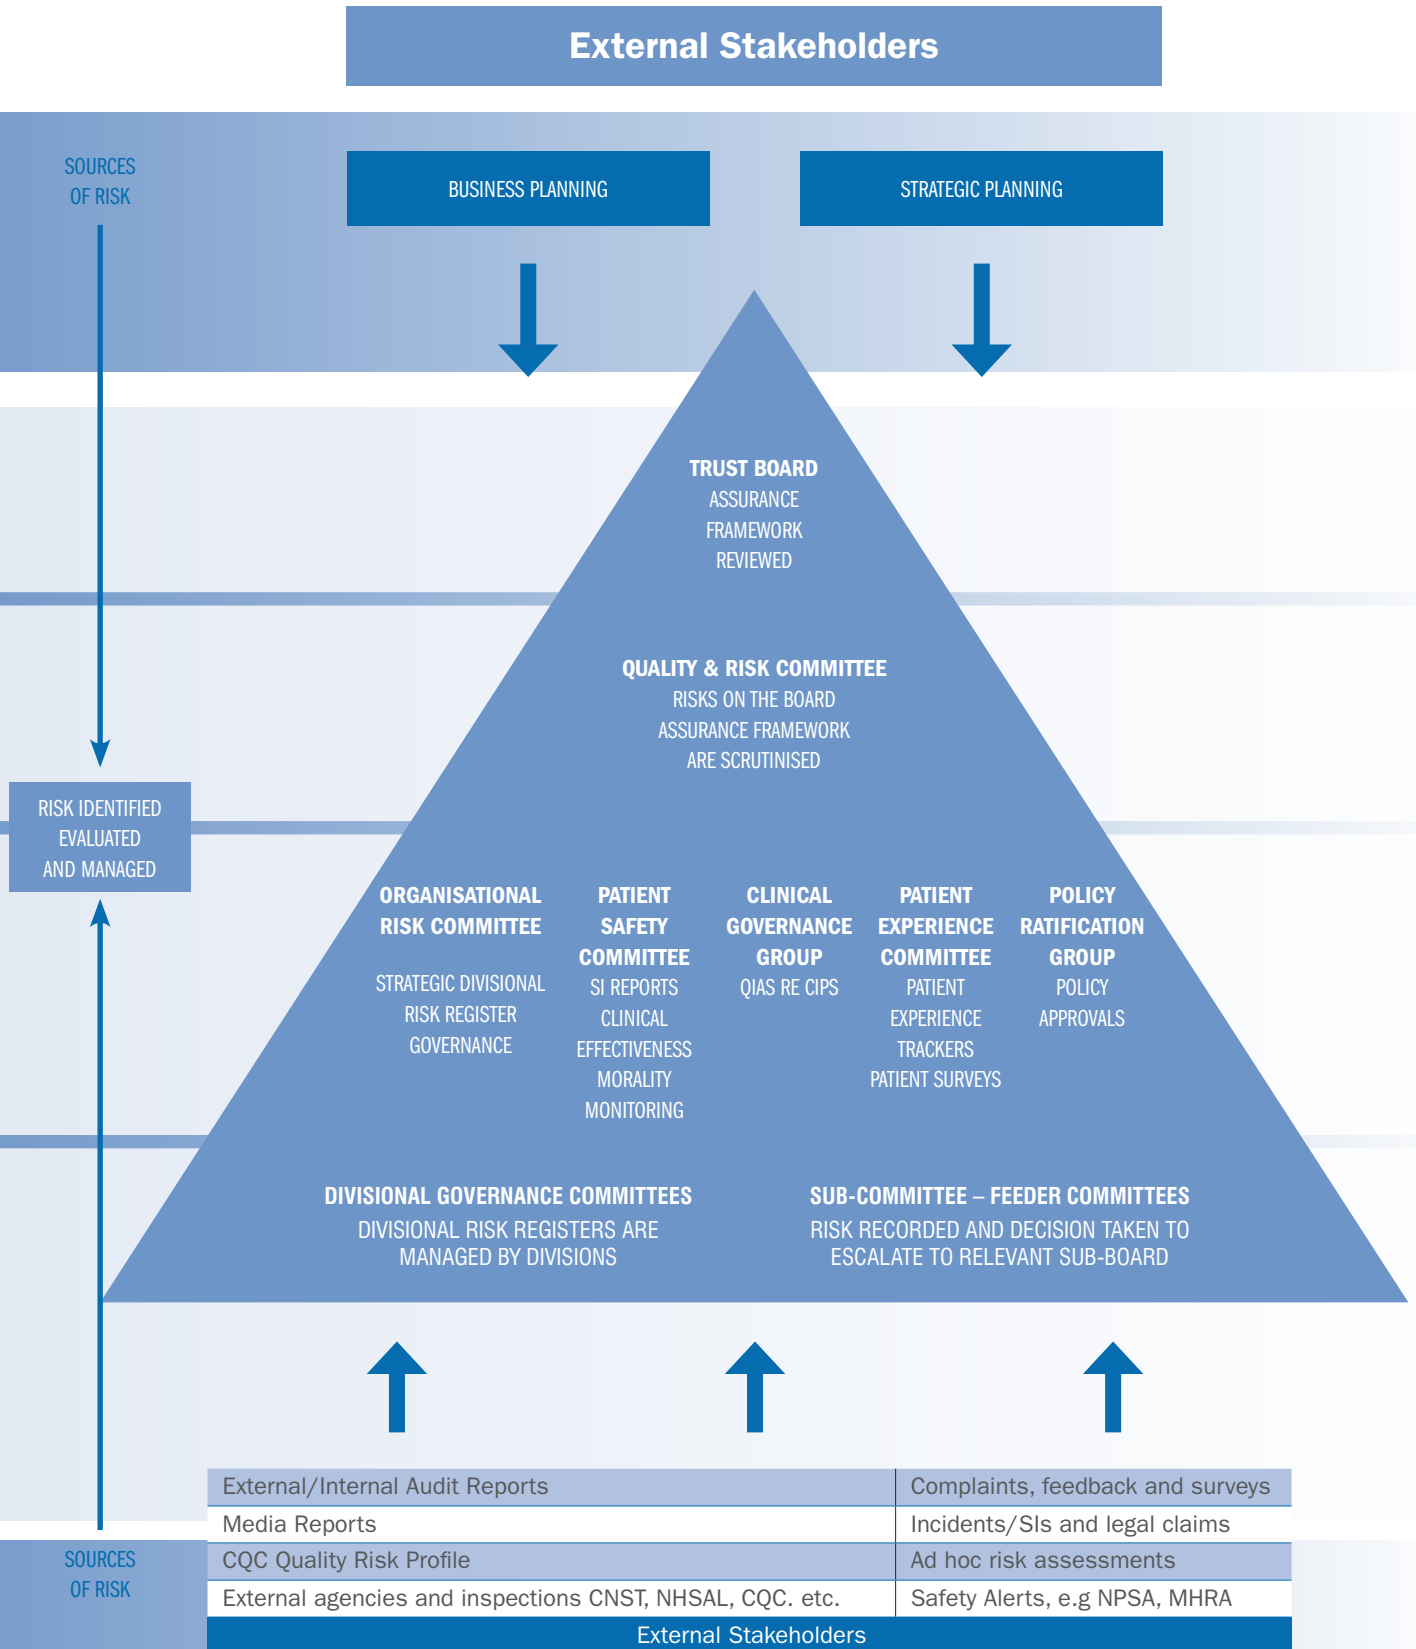 External Stakeholders
SOURCES
OF RISK
BUSINESS PLANNING
STRATEGIC PLANNING
TRUST BOARD
ASSURANCE
FRAMEWORK
REVIEWED
QUALITY & RISK COMMITTEE
RISKS ON THE BOARD
ASSURANCE FRAMEWORK
ARE SCRUTINISED
RISK IDENTIFIED
EVALUATED
AND MANAGED
ORGANISATIONAL
RISK COMMITTEE
STRATEGIC DIVISIONAL
RISK REGISTER
GOVERNANCE
PATIENT
SAFETY
COMMITTEE
SI REPORTS
CLINICAL
EFFECTIVENESS
MORALITY
MONITORING
CLINICAL
GOVERNANCE
GROUP
QIAS RE CIPS
PATIENT
EXPERIENCE
COMMITTEE
PATIENT
EXPERIENCE
TRACKERS
PATIENT SURVEYS
POLICY
RATIFICATION
GROUP
POLICY
APPROVALS
DIVISIONAL GOVERNANCE COMMITTEES
DIVISIONAL RISK REGISTERS ARE
MANAGED BY DIVISIONS
SUB-COMMITTEE – FEEDER COMMITTEES
RISK RECORDED AND DECISION TAKEN TO
ESCALATE TO RELEVANT SUB-BOARD
External/Internal Audit Reports
Complaints, feedback and surveys
Media Reports
Incidents/SIs and legal claims
CQC Quality Risk Profile
Ad hoc risk assessments
External agencies and inspections CNST, NHSAL, CQC. etc.
Safety Alerts, e.g NPSA, MHRA
External Stakeholders
SOURCES
OF RISK